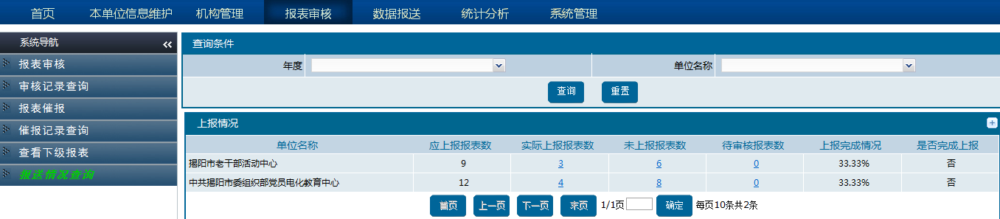 首页 本单位信息维护 机构管理 报表审核 数据报送 统计分析 系统管理
系统导航
报表审核
审核记录查询
报表催报
催报记录查询
查看下级报表
报送情况查询
查询条件
年度 单位名称
查询 重置
上报情况
单位名称 应上报报表数 实际上报报表数 未上报报表数 待审核报表数 上报完成情况 是否完成上报
揭阳市老干部活动中心 9 3 6 0 33.33% 否
中共揭阳市委组织部党员电化教育中心 12 4 8 0 33.33% 否
首页 上一页 下一页 末页 1/1页 确定 每页10条共2条